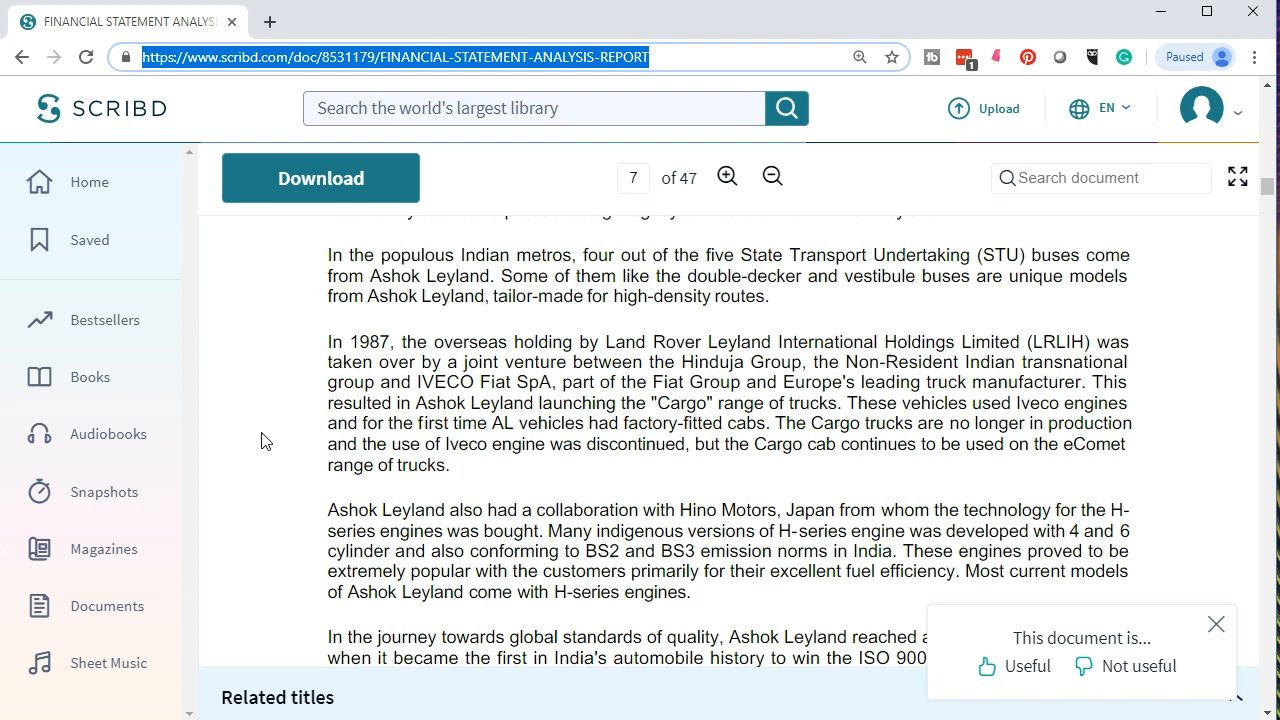 FINANCIAL STATEMENT ANALYS
https://www.scribd.com/doc/8531179/FINANCIAL-STATEMENT-ANALYSIS-REPORT
1
Paused
SCRIBD
Search the world's largest library
Upload
EN
Home
Saved
Bestsellers
Books
Audiobooks
Snapshots
Magazines
Documents
Sheet Music
Download
7 of 47
Search document
In the populous Indian metros, four out of the five State Transport Undertaking (STU) buses come
from Ashok Leyland. Some of them like the double-decker and vestibule buses are unique models
from Ashok Leyland, tailor-made for high-density routes.
In 1987, the overseas holding by Land Rover Leyland International Holdings Limited (LRLIH) was
taken over by a joint venture between the Hinduja Group, the Non-Resident Indian transnational
group and IVECO Fiat SpA, part of the Fiat Group and Europe's leading truck manufacturer. This
resulted in Ashok Leyland launching the "Cargo" range of trucks. These vehicles used Iveco engines
and for the first time AL vehicles had factory-fitted cabs. The Cargo trucks are no longer in production
and the use of Iveco engine was discontinued, but the Cargo cab continues to be used on the eComet
range of trucks.
Ashok Leyland also had a collaboration with Hino Motors, Japan from whom the technology for the H-
series engines was bought. Many indigenous versions of H-series engine was developed with 4 and 6
cylinder and also conforming to BS2 and BS3 emission norms in India. These engines proved to be
extremely popular with the customers primarily for their excellent fuel efficiency. Most current models
of Ashok Leyland come with H-series engines.
In the journey towards global standards of quality, Ashok Leyland reached a
when it became the first in India's automobile history to win the ISO 900
This document is...
Useful
Not useful
Related titles